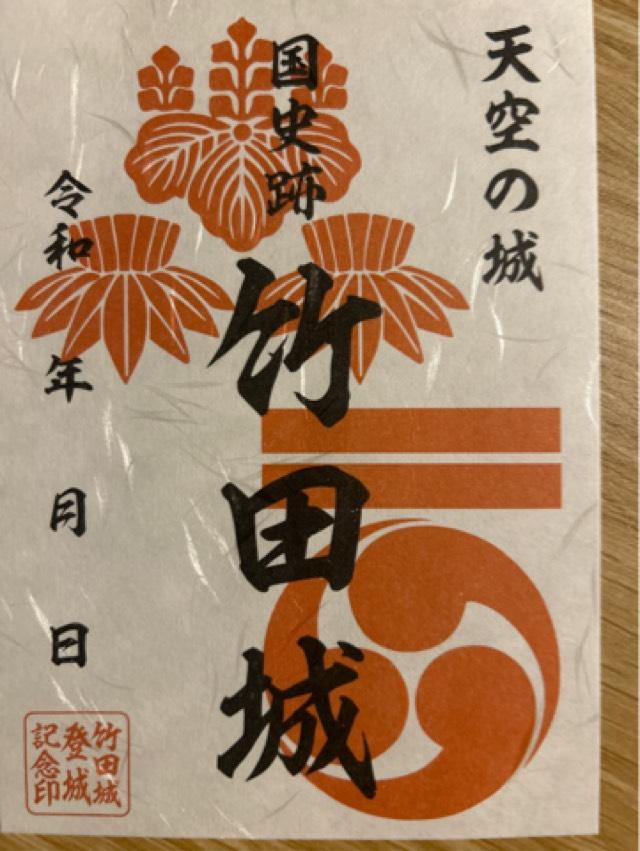 天空の城
国史跡
竹田城
令和 年 月 日
竹田城
登城
記念印